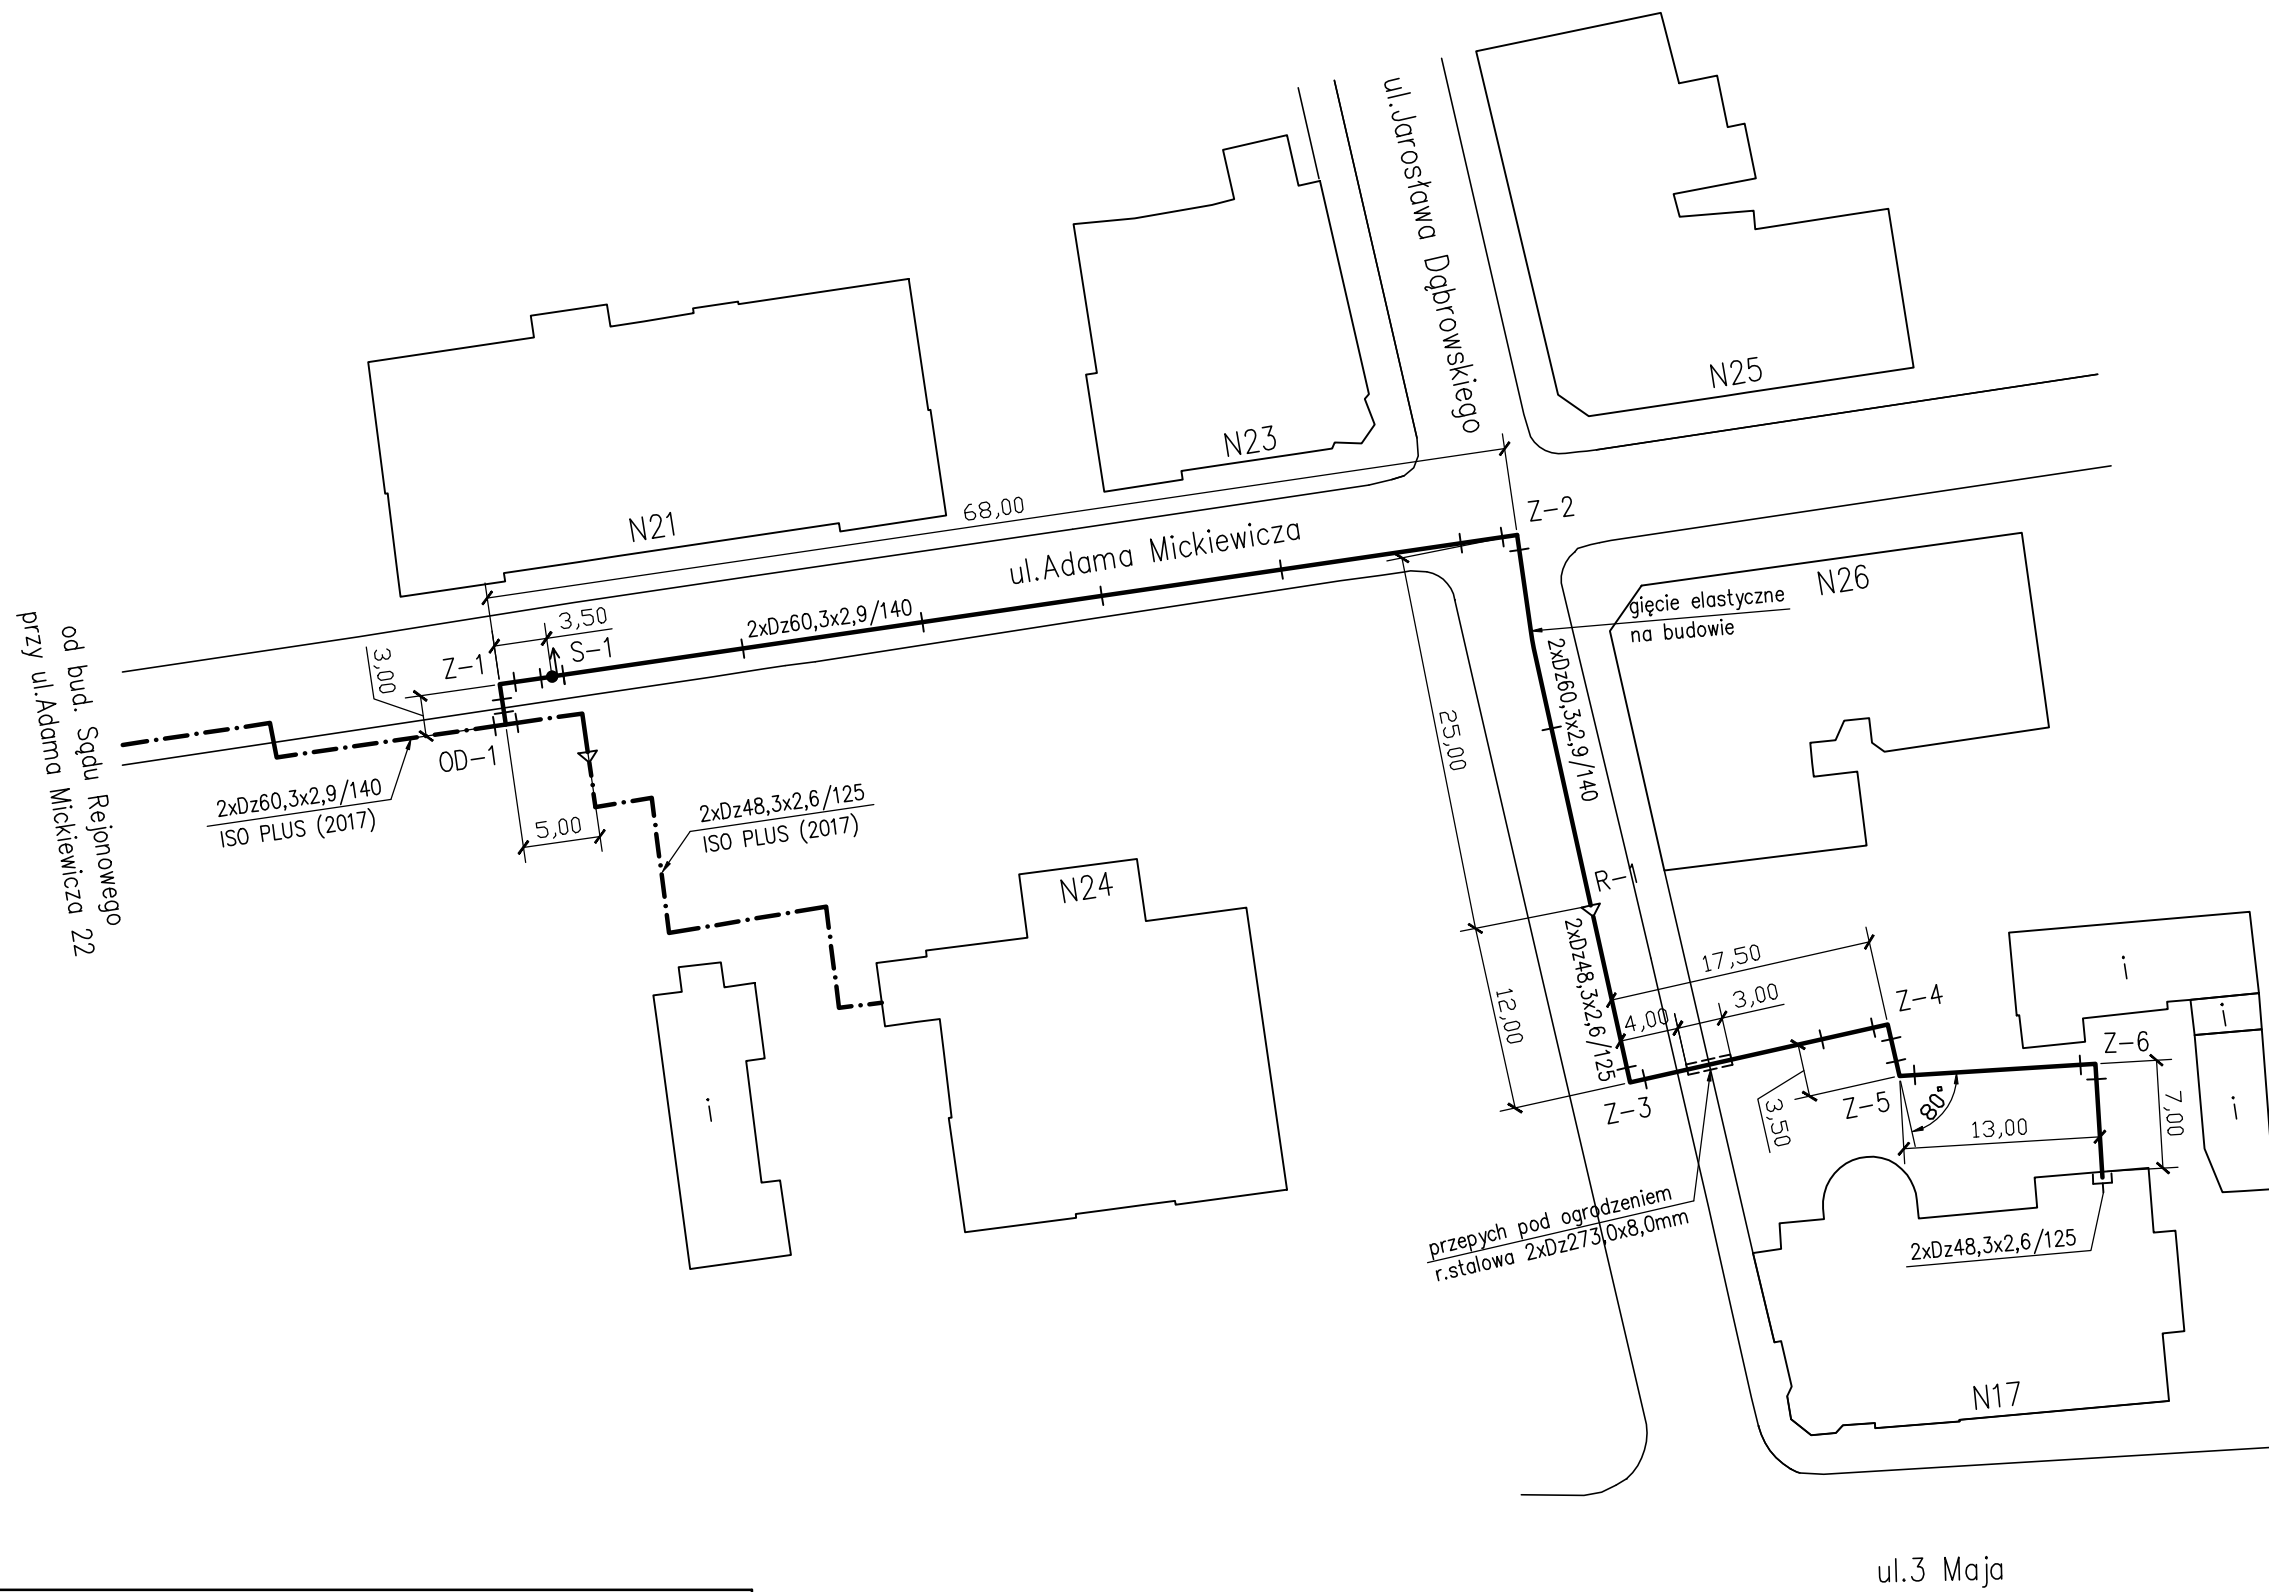 ul.Jarosława Dąbrowskiego
N25
N23
N21
68,00
Z-2
ul.Adama Mickiewicza
N26
gięcie elastyczne
na budowie
3,50
2xDz60,3x2,9/140
S-1
Z-1
3,00
od bud. Sądu Rejonowego
przy ul.Adama Mickiewicza 22
OD-1
2xDz60,3x2,9/140
ISO PLUS (2017)
5,00
2xDz48,3x2,6/125
ISO PLUS (2017)
25,00
2xDz60,3x2,9/140
R-1
N24
2xDz48,3x2,6/125
12,00
17,50
3,00
4,00
Z-4
i
i
i
Z-6
Z-3
3,50
Z-5
80°
13,00
7,00
i
przepych pod ogrodzeniem
r.stalowa 2xDz273,0x8,0mm
2xDz48,3x2,6/125
N17
ul.3 Maja